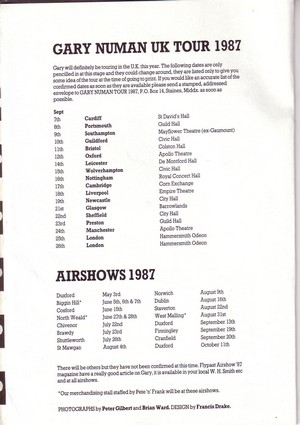 GARY NUMAN UK TOUR 1987
Gary will definitely be touring in the U.K. this year. The following dates are only
pencilled in at this stage and they could change around, they are listed only to give you
some idea of the tour at the time of going to print. If you would like an accurate list of the
confirmed dates as soon as they are available please send a stamped, addressed
envelope to GARY NUMAN TOUR 1987, P.O. Box 14, Staines, Middx. as soon as
possible.
Sept
7th Cardiff St David's Hall
8th Portsmouth Guild Hall
9th Southampton Mayflower Theatre (ex-Gaumount)
10th Guildford Civic Hall
11th Bristol Colston Hall
13th Oxford Apollo Theatre
14th Leicester De Montford Hall
15th Wolverhampton Civic Hall
16th Nottingham Royal Concert Hall
17th Cambridge Corn Exchange
18th Liverpool Empire Theatre
19th Newcastle City Hall
21st Glasgow Barrowlands
22nd Sheffield City Hall
23rd Preston Guild Hall
24th Manchester Apollo Theatre
25th London Hammersmith Odeon
26th London Hammersmith Odeon
AIRSHOWS 1987
Duxford May 3rd Norwich August 9th
Biggin Hill* June 5th, 6th & 7th Dublin August 16th
Cosford June 19th Staverton August 22nd
North Weald* June 27th West Malling* August 31st
Chivenor July 22nd Duxford September 13th
Brawdy July 23rd Finningley September 19th
Shuttleworth July 26th Cranfield September 20th
St Mawgan August 4th Duxford October 11th
There will be others but they have not been confirmed at this time. Flypast Airshow '87
magazine have a really good article on Gary, it is available in your local W. H. Smith etc
and at all airshows.
*Our merchandising stall staffed by Pete 'n' Frank will be at these airshows.
PHOTOGRAPHS by Peter Gilbert and Brian Ward. DESIGN by Francis Drake.